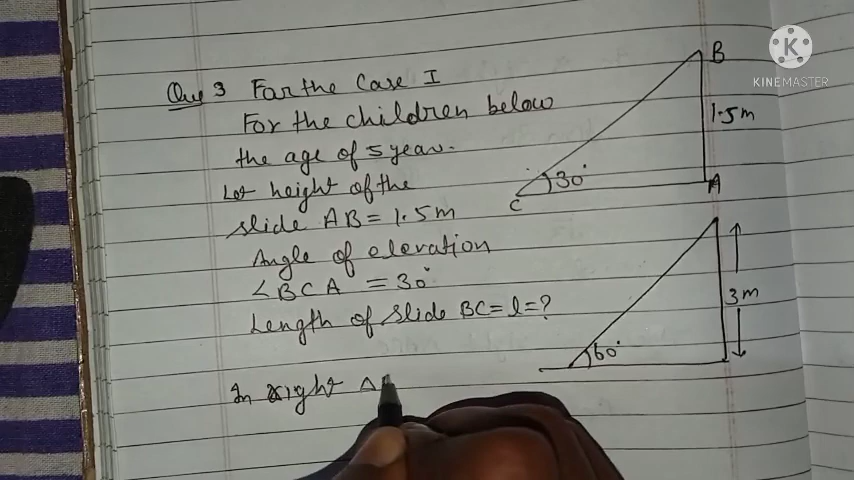 Que 3 For the Case I
For the children below
the age of 5 year.
Let height of the
slide AB = 1.5m
Angle of elevation
∠BCA = 30°
Length of slide BC = l = ?
In right Δ
B
1.5m
30°
A
C
3m
60°
K
KINEMASTER